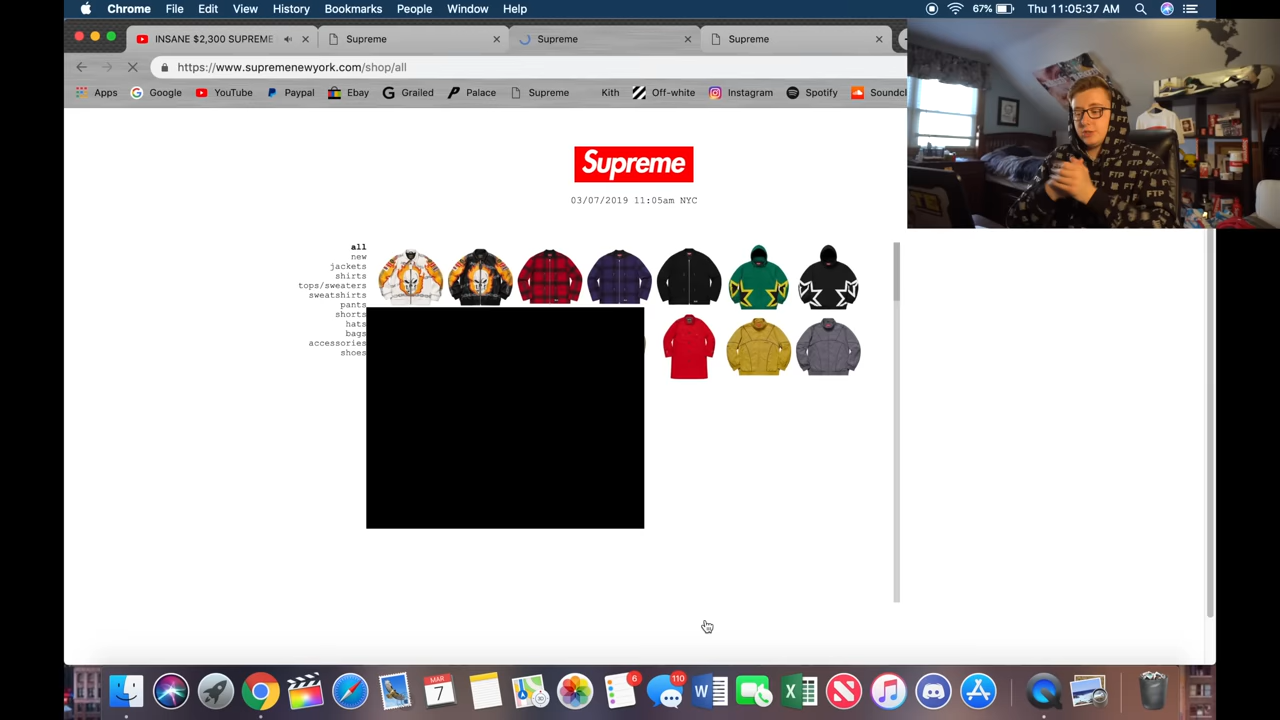 Chrome File Edit View History Bookmarks People Window Help 67% Thu 11:05:37 AM
INSANE $2,300 SUPREME Supreme Supreme Supreme
https://www.supremenewyork.com/shop/all
Apps Google YouTube Paypal Ebay Grailed Palace Supreme Kith Off-white Instagram Spotify Soundcl
Supreme
03/07/2019 11:05am NYC
all
new
jackets
shirts
tops/sweaters
sweatshirts
pants
shorts
hats
bags
accessories
shoes
FTP
6 110
MAR
7